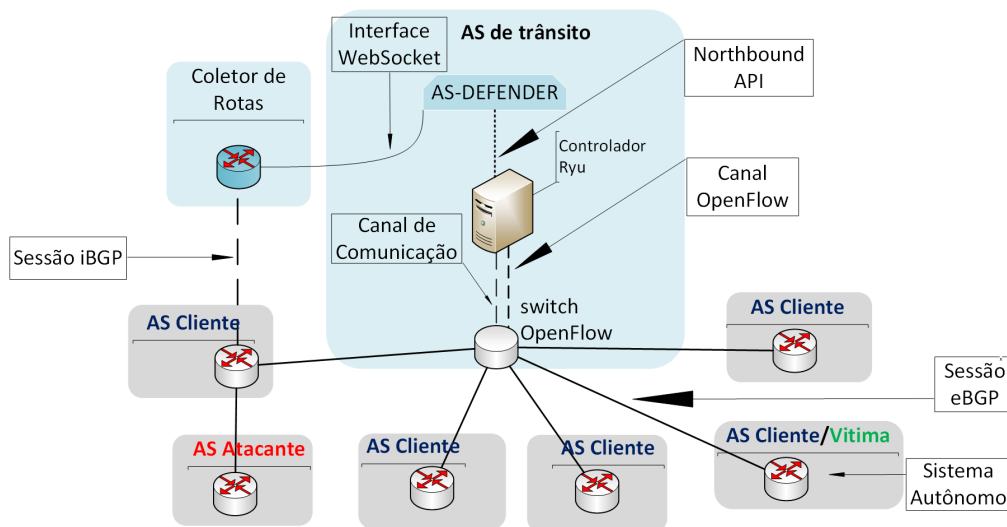 Interface
WebSocket
AS de trânsito
Northbound
API
Coletor de
Rotas
AS-DEFENDER
Controlador
Ryu
Canal
OpenFlow
Canal de
Comunicação
Sessão iBGP
switch
OpenFlow
AS Cliente
AS Cliente
Sessão
eBGP
AS Atacante
AS Cliente
AS Cliente
AS Cliente/Vitima
Sistema
Autônomo